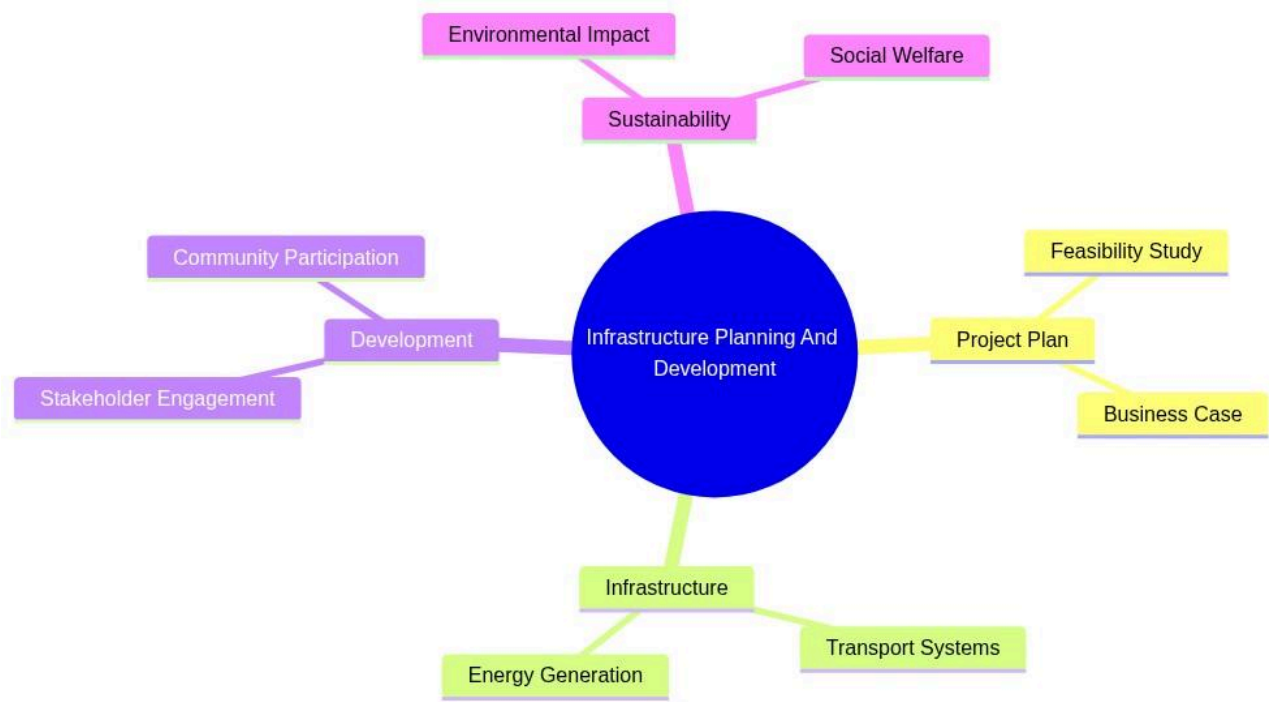 Environmental Impact
Social Welfare
Sustainability
Community Participation
Feasibility Study
Development
Infrastructure Planning And
Development
Project Plan
Stakeholder Engagement
Business Case
Infrastructure
Transport Systems
Energy Generation